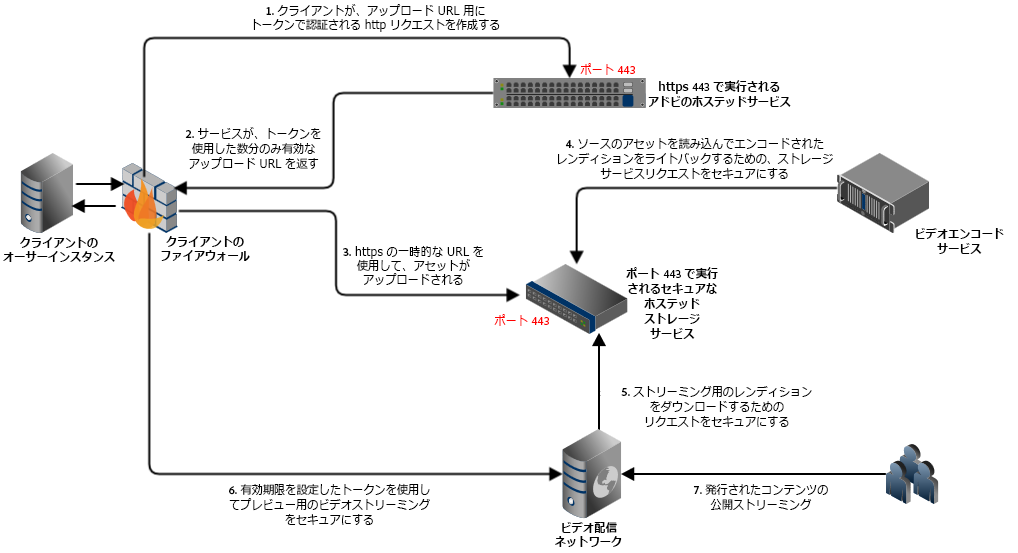 1. クライアントが、アップロード URL 用に
トークンで認証される http リクエストを作成する
ポート 443
https 443 で実行される
アドビのホステッドサービス
2. サービスが、トークンを
使用した数分のみ有効な
アップロード URL を返す
4. ソースのアセットを読み込んでエンコードされた
レンディションをライトバックするための、ストレージ
サービスリクエストをセキュアにする
クライアントの
オーサーインスタンス
クライアントの
ファイアウォール
ビデオエンコード
サービス
3. https の一時的な URL を
使用して、アセットが
アップロードされる
ポート 443 で実行
されるセキュアな
ホステッド
ストレージ
サービス
ポート 443
5. ストリーミング用のレンディション
をダウンロードするための
リクエストをセキュアにする
6. 有効期限を設定したトークンを使用し
てプレビュー用のビデオストリーミング
をセキュアにする
7. 発行されたコンテンツの
公開ストリーミング
ビデオ配信
ネットワーク